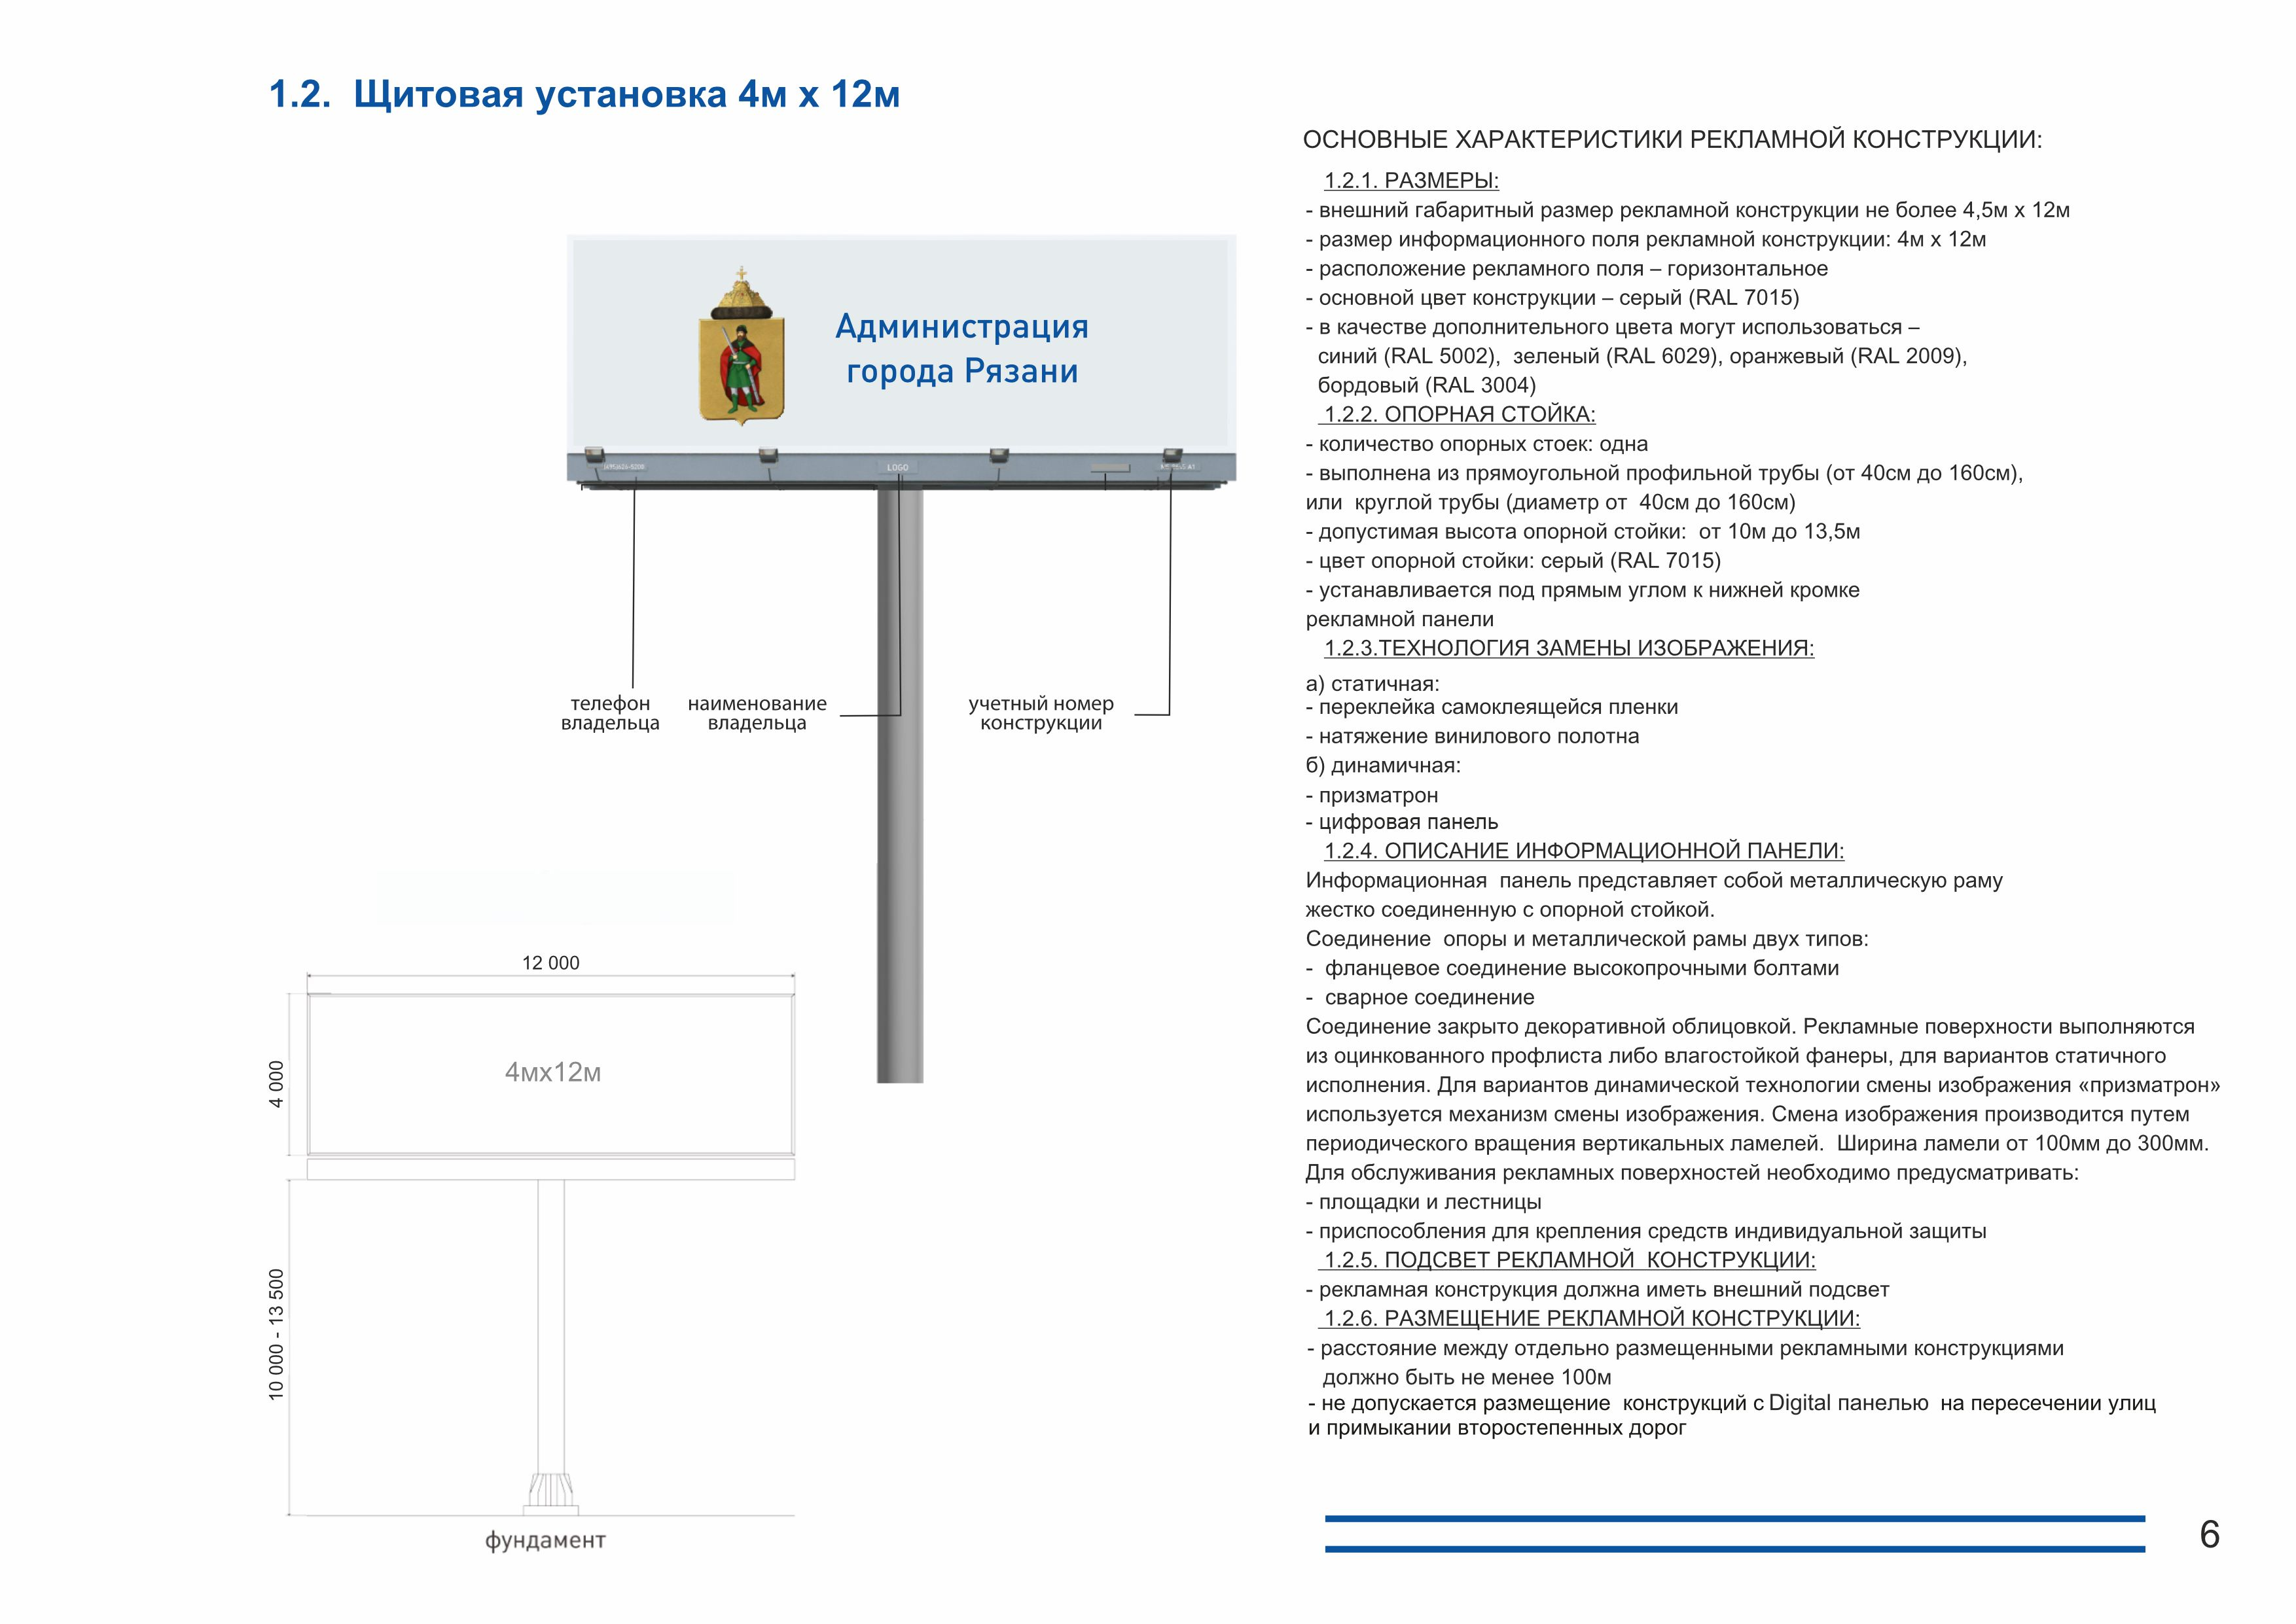 1.2.  Щитовая установка 4м х 12м
Администрация
города Рязани
LOGO
телефон
владельца
наименование
владельца
учетный номер
конструкции
12 000
4 000
4мх12м
10 000 - 13 500
фундамент
ОСНОВНЫЕ ХАРАКТЕРИСТИКИ РЕКЛАМНОЙ КОНСТРУКЦИИ:
1.2.1. РАЗМЕРЫ:
- внешний габаритный размер рекламной конструкции не более 4,5м х 12м
- размер информационного поля рекламной конструкции: 4м х 12м
- расположение рекламного поля – горизонтальное
- основной цвет конструкции – серый (RAL 7015)
- в качестве дополнительного цвета могут использоваться –
синий (RAL 5002),  зеленый (RAL 6029), оранжевый (RAL 2009),
бордовый (RAL 3004)
1.2.2. ОПОРНАЯ СТОЙКА:
- количество опорных стоек: одна
- выполнена из прямоугольной профильной трубы (от 40см до 160см),
или  круглой трубы (диаметр от  40см до 160см)
- допустимая высота опорной стойки:  от 10м до 13,5м
- цвет опорной стойки: серый (RAL 7015)
- устанавливается под прямым углом к нижней кромке
рекламной панели
1.2.3.ТЕХНОЛОГИЯ ЗАМЕНЫ ИЗОБРАЖЕНИЯ:
а) статичная:
- переклейка самоклеящейся пленки
- натяжение винилового полотна
б) динамичная:
- призматрон
- цифровая панель
1.2.4. ОПИСАНИЕ ИНФОРМАЦИОННОЙ ПАНЕЛИ:
Информационная  панель представляет собой металлическую раму
жестко соединенную с опорной стойкой.
Соединение  опоры и металлической рамы двух типов:
-  фланцевое соединение высокопрочными болтами
-  сварное соединение
Соединение закрыто декоративной облицовкой. Рекламные поверхности выполняются
из оцинкованного профлиста либо влагостойкой фанеры, для вариантов статичного
исполнения. Для вариантов динамической технологии смены изображения «призматрон»
используется механизм смены изображения. Смена изображения производится путем
периодического вращения вертикальных ламелей.  Ширина ламели от 100мм до 300мм.
Для обслуживания рекламных поверхностей необходимо предусматривать:
- площадки и лестницы
- приспособления для крепления средств индивидуальной защиты
1.2.5. ПОДСВЕТ РЕКЛАМНОЙ  КОНСТРУКЦИИ:
- рекламная конструкция должна иметь внешний подсвет
1.2.6. РАЗМЕЩЕНИЕ РЕКЛАМНОЙ КОНСТРУКЦИИ:
- расстояние между отдельно размещенными рекламными конструкциями
должно быть не менее 100м
- не допускается размещение  конструкций с Digital панелью  на пересечении улиц
и примыкании второстепенных дорог
6